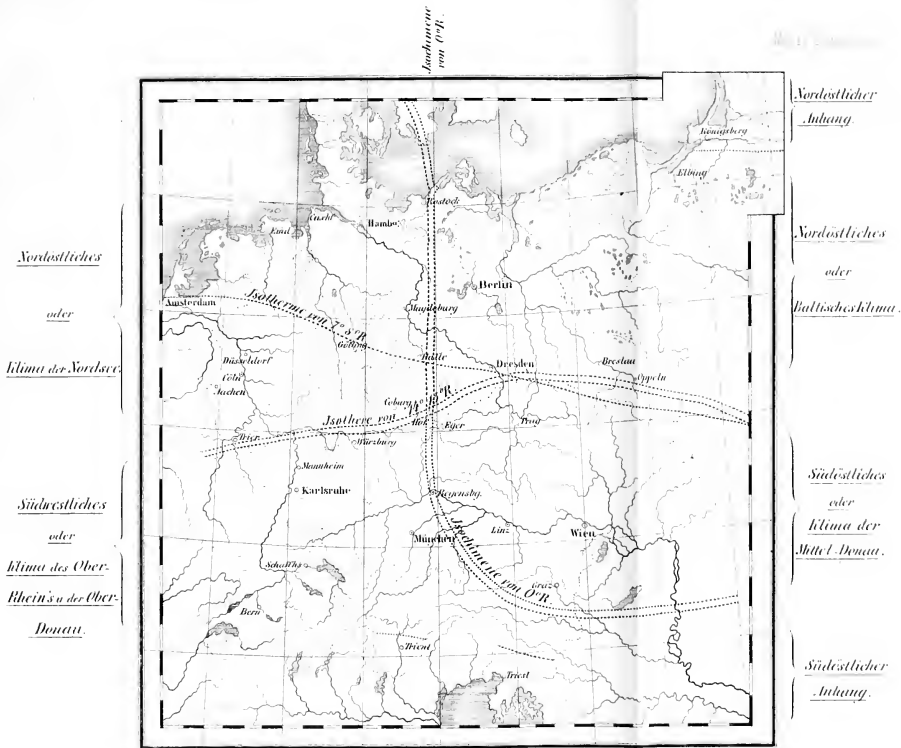 Isochimene
von 0°R.
Nordöstlicher
Anhang.
Königsberg
Elbing
Rostock
Cuxh!
Hambg
Emd
Nordöstliches
oder
Klima der Nordsee.
Nordöstliches
oder
Baltisches Klima.
Berlin
Amsterdam
Isotherme von 7° 8°R
Magdeburg
Götting
Halle
Dresden
Breslau
Oppeln
Düsseldorf
Cöln
Aachen
Coburg
Isothere von 14° R
Hof
Eger
Prag
Trier
Würzburg
Mannheim
Karlsruhe
Regensbg.
Südwestliches
oder
Klima des Ober-
Rhein's u der Ober-
Donau.
Südöstliches
oder
Klima der
Mittel-Donau.
München
Linz
Wien
Isochimene von 0°R
Schaffhs
Graz
Bern
Trient
Triest
Südöstlicher
Anhang.